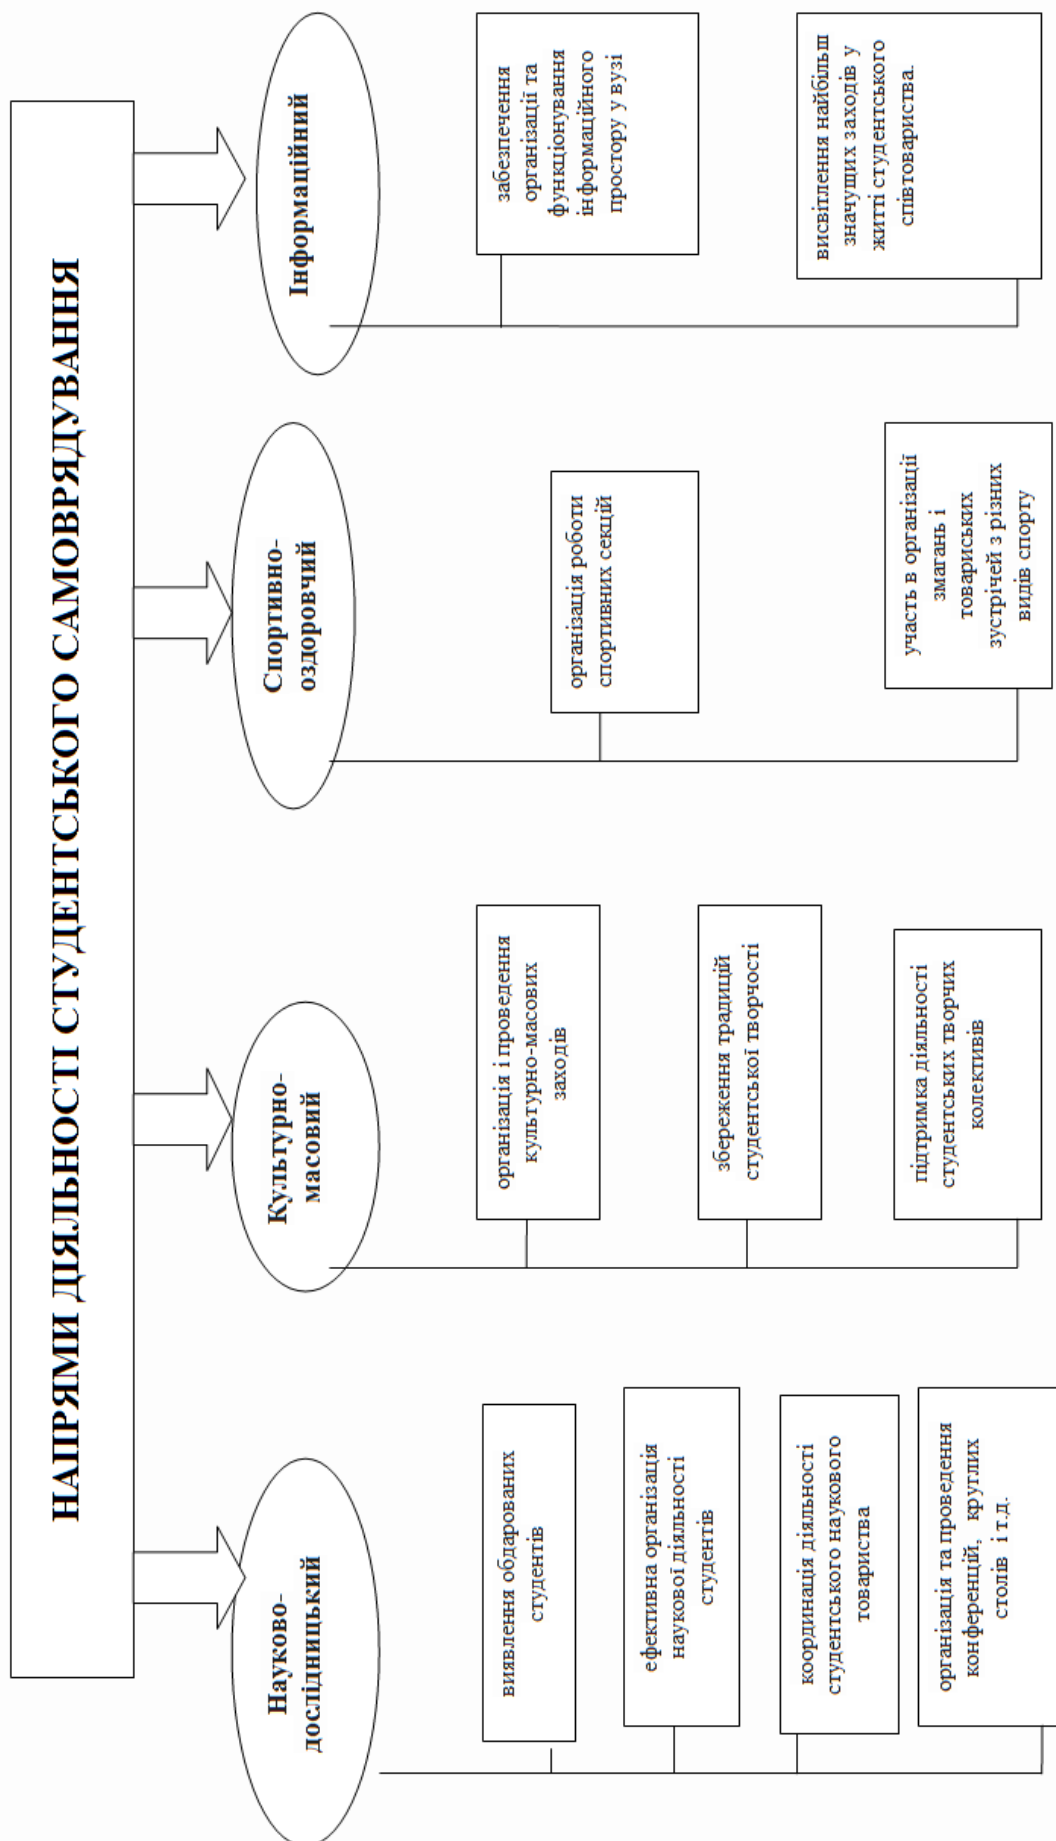 НАПРЯМИ ДІЯЛЬНОСТІ СТУДЕНТСЬКОГО САМОВРЯДУВАННЯ
Науково-
дослідницький
виявлення обдарованих
студентів
ефективна організація
наукової діяльності
студентів
координація діяльності
студентського наукового
товариства
організація та проведення
конференцій, круглих
столів і т.д.
Культурно-
масовий
організація і проведення
культурно-масових
заходів
збереження традицій
студентської творчості
підтримка діяльності
студентських творчих
колективів
Спортивно-
оздоровчий
організація роботи
спортивних секцій
участь в організації
змагань і
товариських
зустрічей з різних
видів спорту
Інформаційний
забезпечення
організації та
функціонування
інформаційного
простору у вузі
висвітлення найбільш
значущих заходів у
житті студентського
співтовариства.